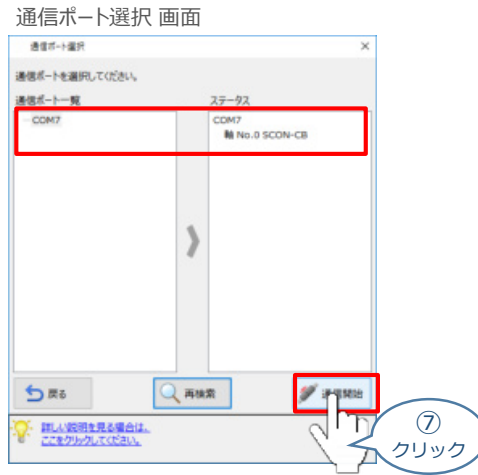 通信ポート選択 画面
通信ポート選択
通信ポートを選択してください。
通信ポート一覧
ステータス
COM7
COM7
軸 No.0 SCON-CB
戻る
再検索
通信開始
詳しい説明を見る場合は、
ここをクリックしてください。
⑦
クリック